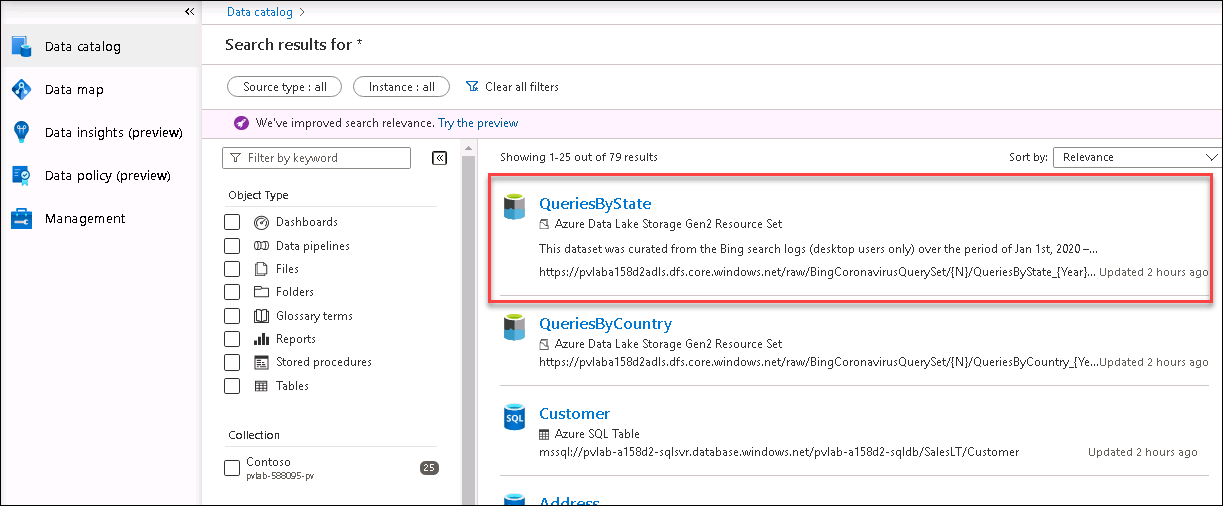 «
Data catalog >
Data catalog
Data map
Data insights (preview)
Data policy (preview)
Management
Search results for *
Source type : all
Instance : all
Clear all filters
We've improved search relevance. Try the preview
Filter by keyword
«
Object Type
Dashboards
Data pipelines
Files
Folders
Glossary terms
Reports
Stored procedures
Tables
Collection
Contoso
pvlab-588095-pv
25
Showing 1-25 out of 79 results
Sort by:
Relevance
QueriesByState
Azure Data Lake Storage Gen2 Resource Set
This dataset was curated from the Bing search logs (desktop users only) over the period of Jan 1st, 2020 –...
https://pvlaba158d2adls.dfs.core.windows.net/raw/BingCoronavirusQuerySet/{N}/QueriesByState_{Year}... Updated 2 hours ago
QueriesByCountry
Azure Data Lake Storage Gen2 Resource Set
https://pvlaba158d2adls.dfs.core.windows.net/raw/BingCoronavirusQuerySet/{N}/QueriesByCountry_{Ye... Updated 2 hours ago
SQL
Customer
Azure SQL Table
mssql://pvlab-a158d2-sqlsvr.database.windows.net/pvlab-a158d2-sqldb/SalesLT/Customer Updated 2 hours ago
Address